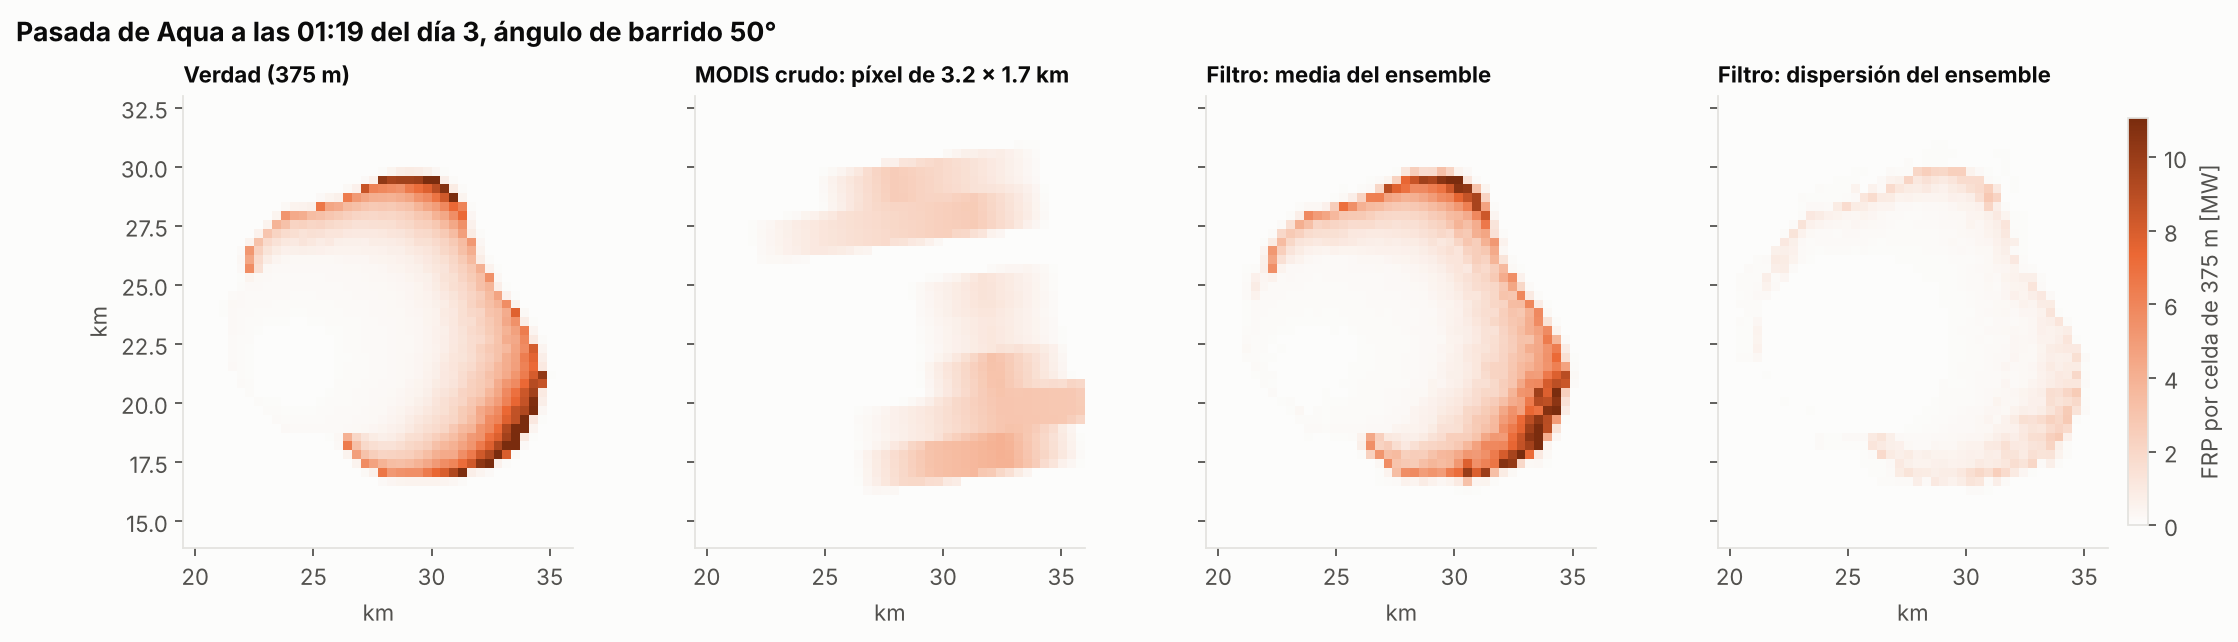 Pasada de Aqua a las 01:19 del día 3, ángulo de barrido 50°
Verdad (375 m)
MODIS crudo: píxel de 3.2 × 1.7 km
Filtro: media del ensemble
Filtro: dispersión del ensemble
32.5
30.0
27.5
25.0
22.5
20.0
17.5
15.0
km
20 25 30 35
km
20 25 30 35
km
20 25 30 35
km
20 25 30 35
km
10
8
6
4
2
0
FRP por celda de 375 m [MW]